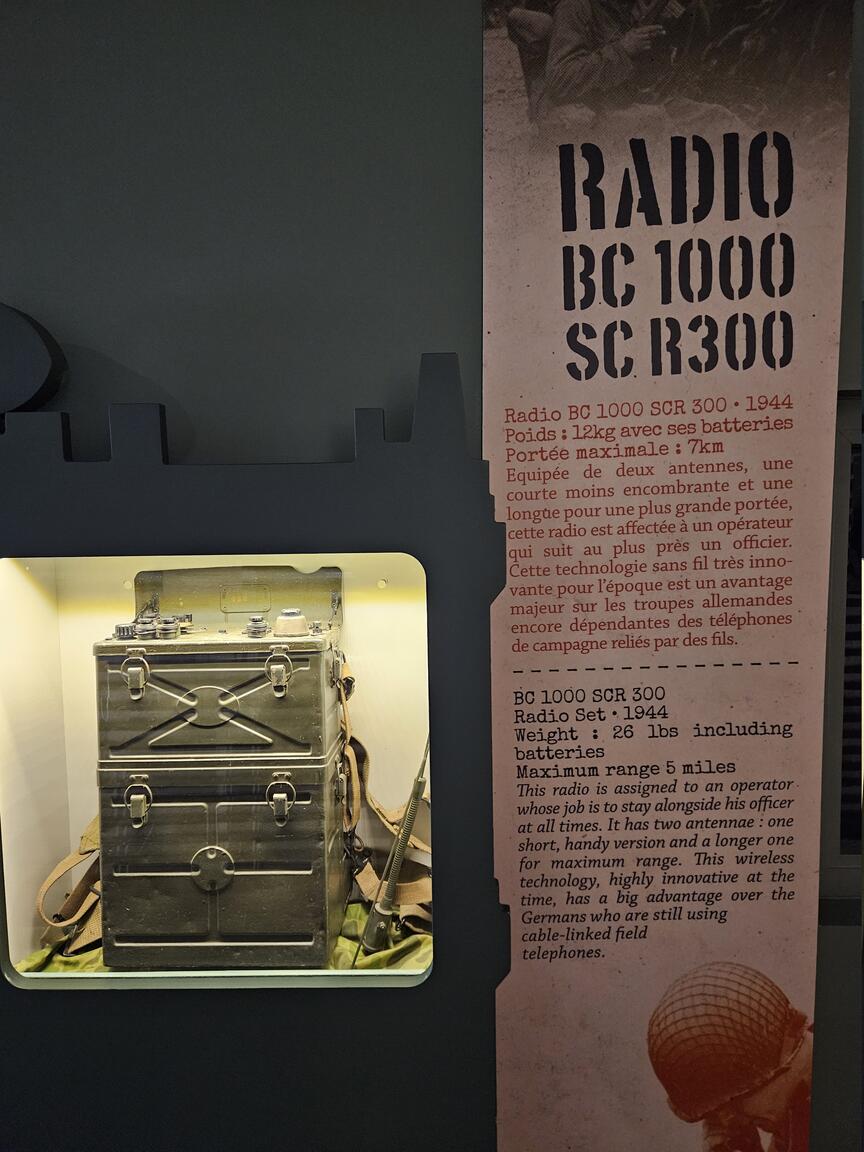 RADIO
BC 1000
SC R300
Radio BC 1000 SCR 300 • 1944
Poids : 12kg avec ses batteries
Portée maximale : 7km
Equipée de deux antennes, une
courte moins encombrante et une
longue pour une plus grande portée,
cette radio est affectée à un opérateur
qui suit au plus près un officier.
Cette technologie sans fil très inno-
vante pour l'époque est un avantage
majeur sur les troupes allemandes
encore dépendantes des téléphones
de campagne reliés par des fils.
BC 1000 SCR 300
Radio Set • 1944
Weight : 26 lbs including
batteries
Maximum range 5 miles
This radio is assigned to an operator
whose job is to stay alongside his officer
at all times. It has two antennae : one
short, handy version and a longer one
for maximum range. This wireless
technology, highly innovative at the
time, has a big advantage over the
Germans who are still using
cable-linked field
telephones.